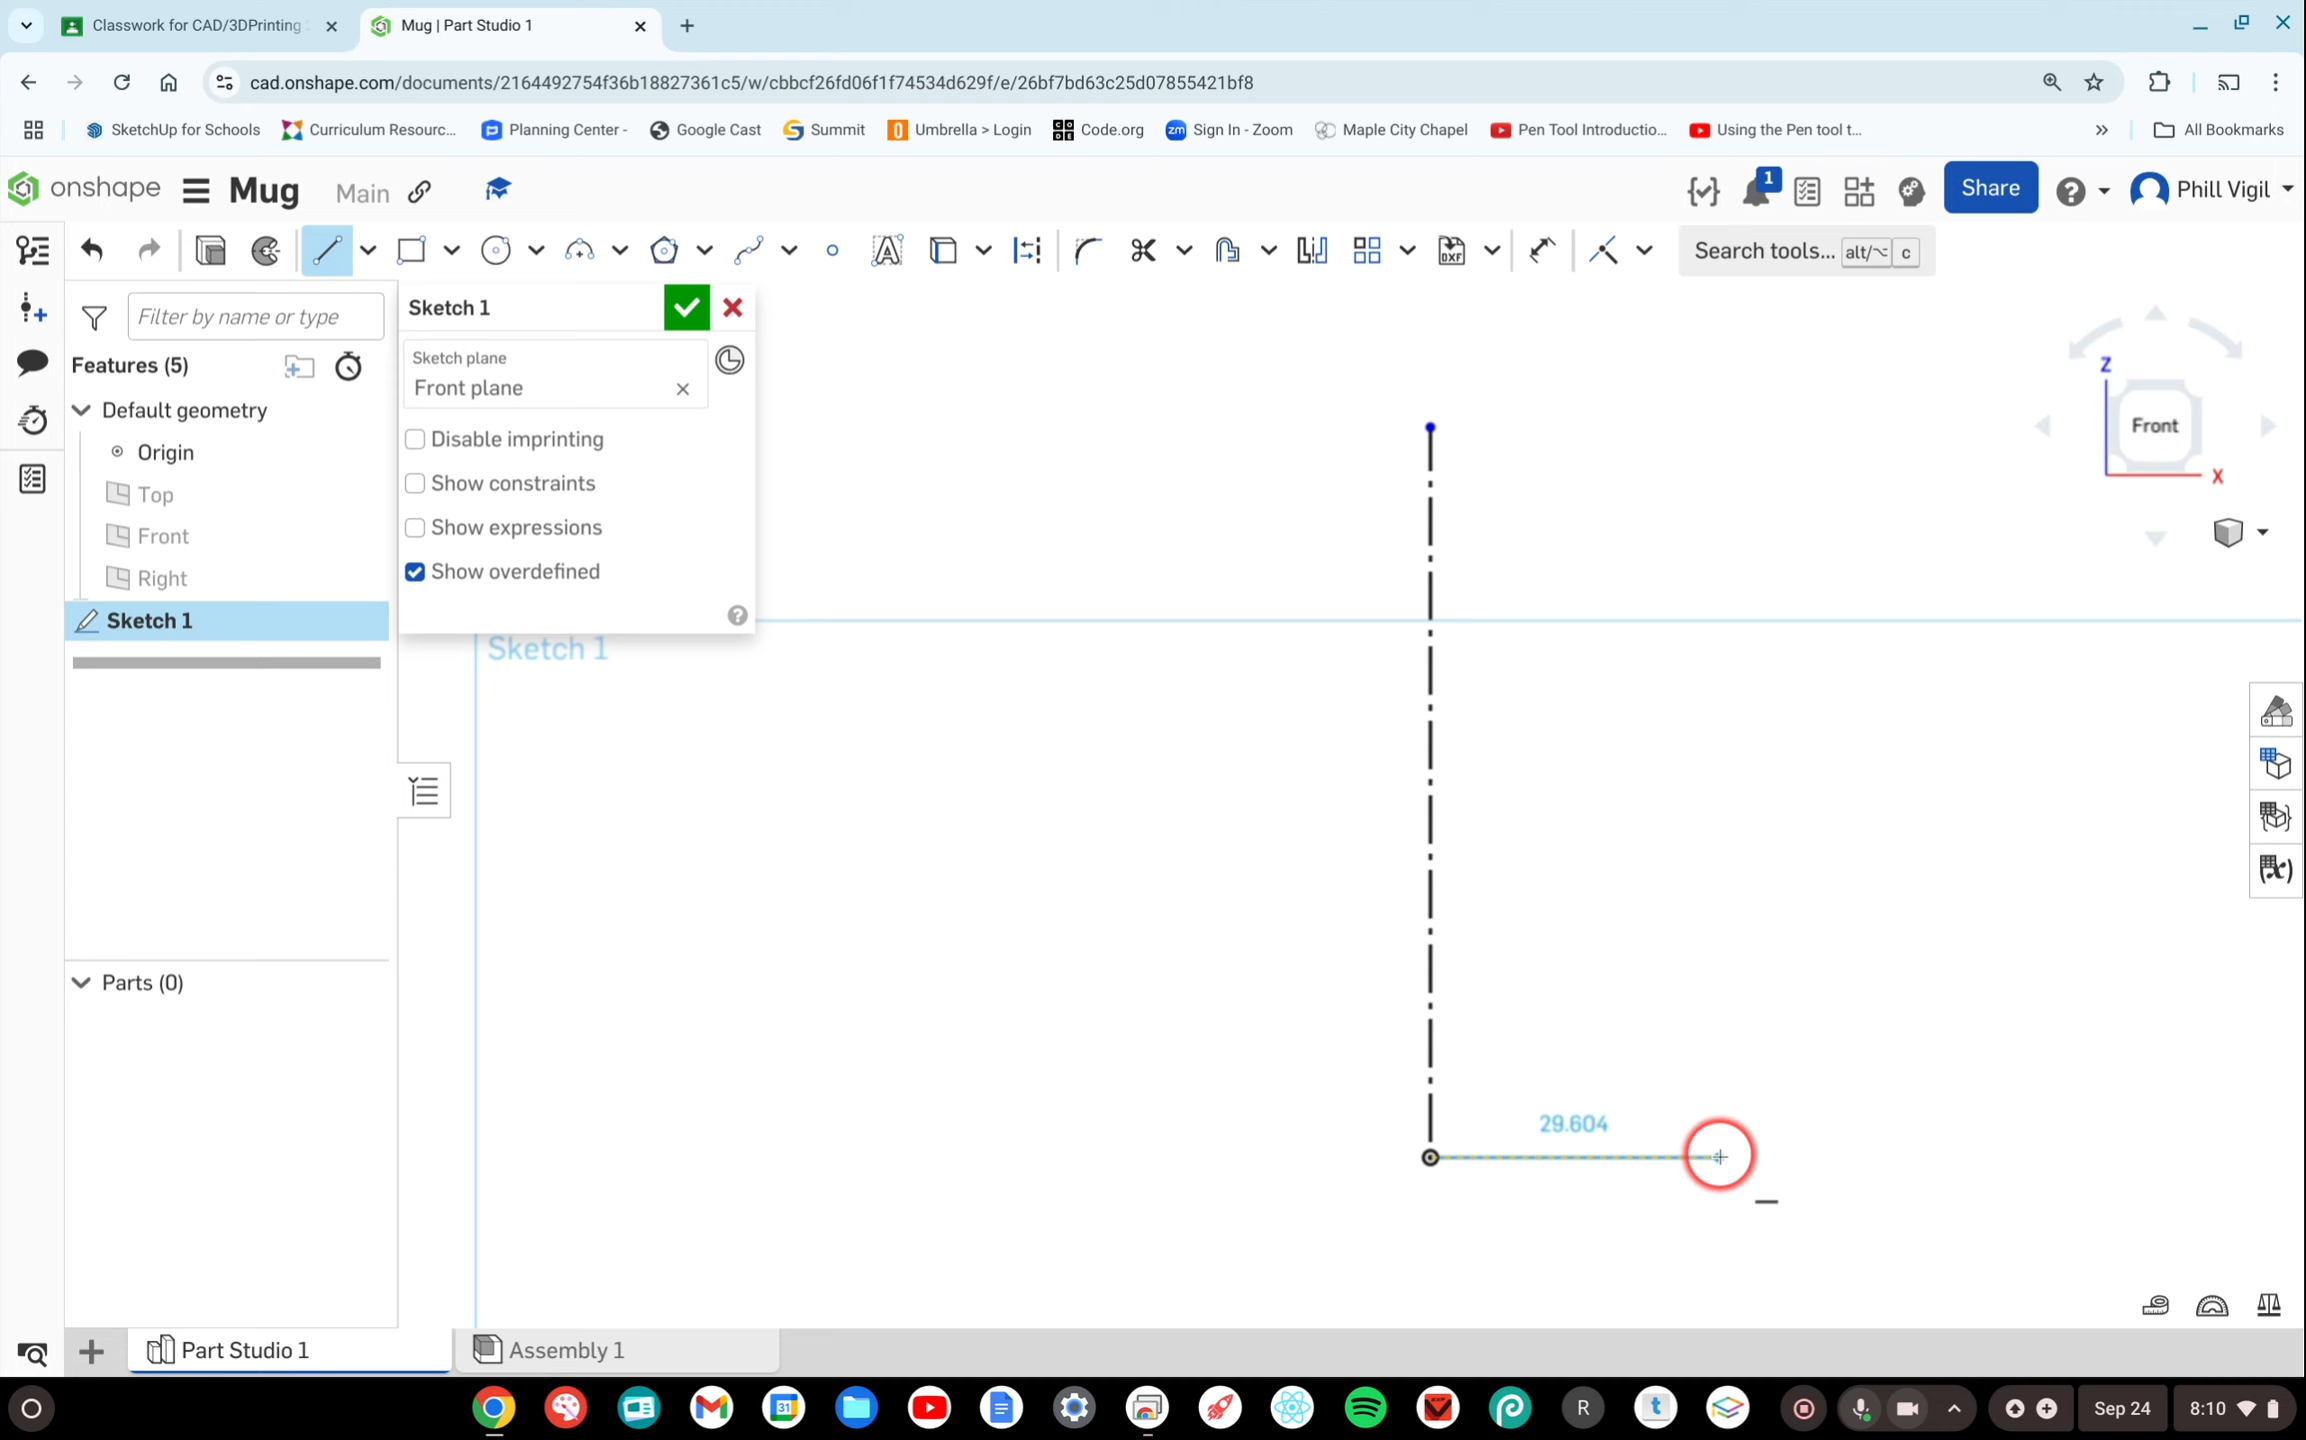 Classwork for CAD/3DPrinting
Mug | Part Studio 1
cad.onshape.com/documents/2164492754f36b18827361c5/w/cbbcf26fd06f1f74534d629f/e/26bf7bd63c25d07855421bf8
SketchUp for Schools
Curriculum Resourc...
Planning Center -
Google Cast
Summit
Umbrella > Login
Code.org
Sign In - Zoom
Maple City Chapel
Pen Tool Introductio...
Using the Pen tool t...
All Bookmarks
onshape
Mug
Main
1
Share
Phill Vigil
Search tools... alt/⌥ c
Filter by name or type
Features (5)
Default geometry
Origin
Top
Front
Right
Sketch 1
Sketch 1
Sketch plane
Front plane
Disable imprinting
Show constraints
Show expressions
Show overdefined
Sketch 1
Z
Front
X
29.604
Parts (0)
Part Studio 1
Assembly 1
Sep 24
8:10